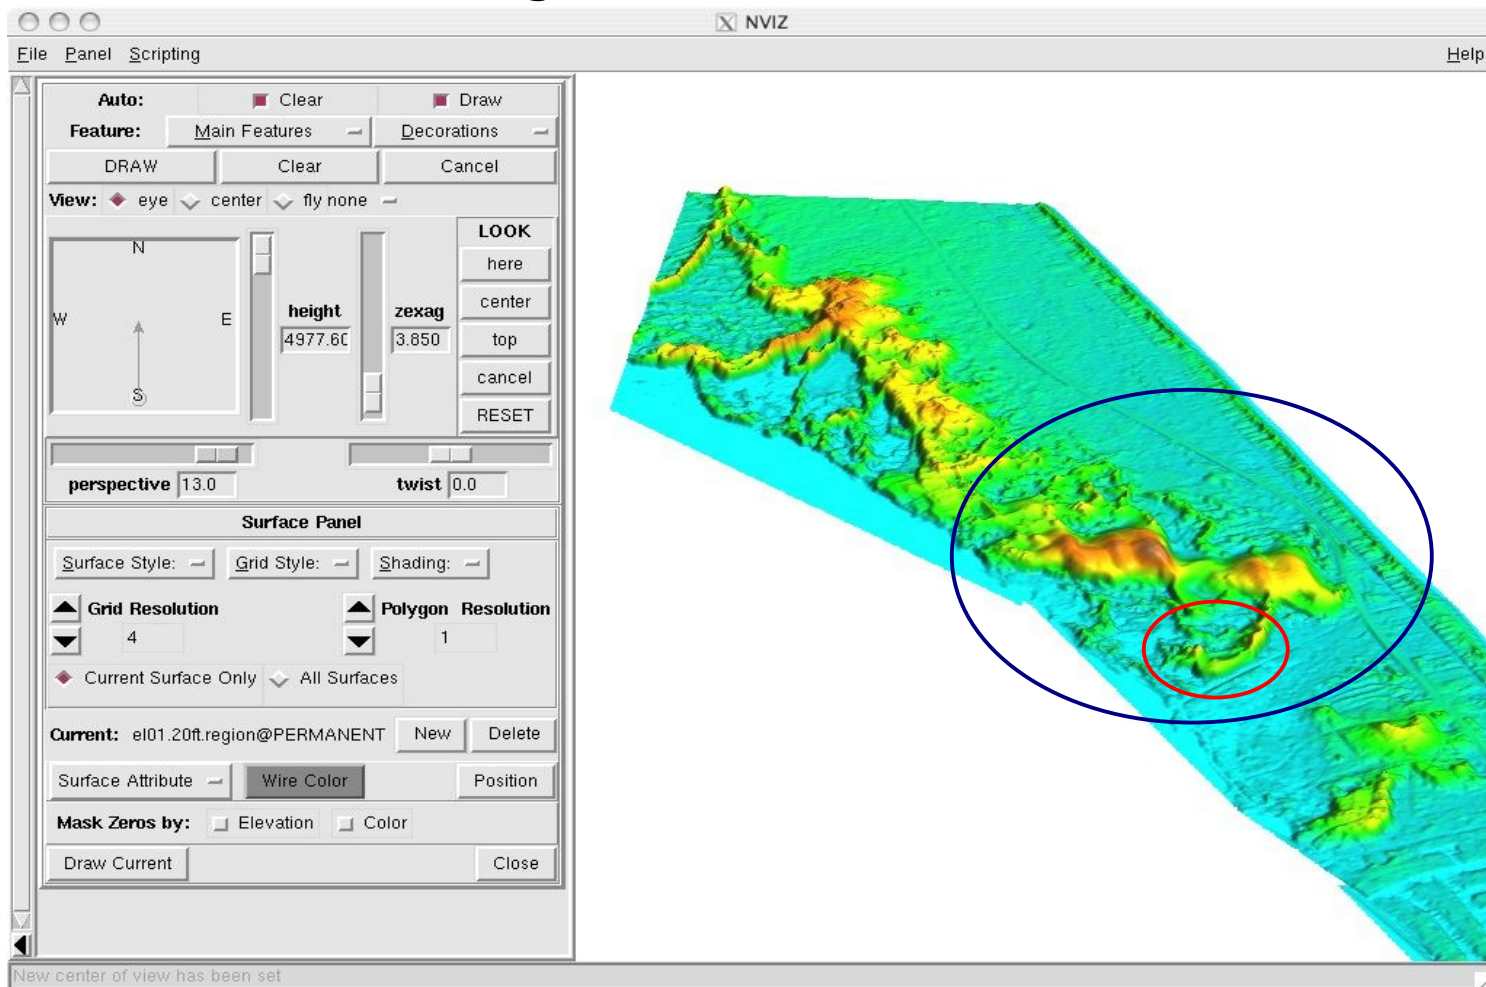 NVIZ
File Panel Scripting Help
Auto: Clear Draw
Feature: Main Features Decorations
DRAW Clear Cancel
View: eye center fly none
LOOK
N
here
W E
height zexag
center
4977.60 3.850
top
cancel
S
RESET
perspective 13.0 twist 0.0
Surface Panel
Surface Style: Grid Style: Shading:
Grid Resolution Polygon Resolution
4 1
Current Surface Only All Surfaces
Current: el01.20ft.region@PERMANENT New Delete
Surface Attribute Wire Color Position
Mask Zeros by: Elevation Color
Draw Current Close
New center of view has been set